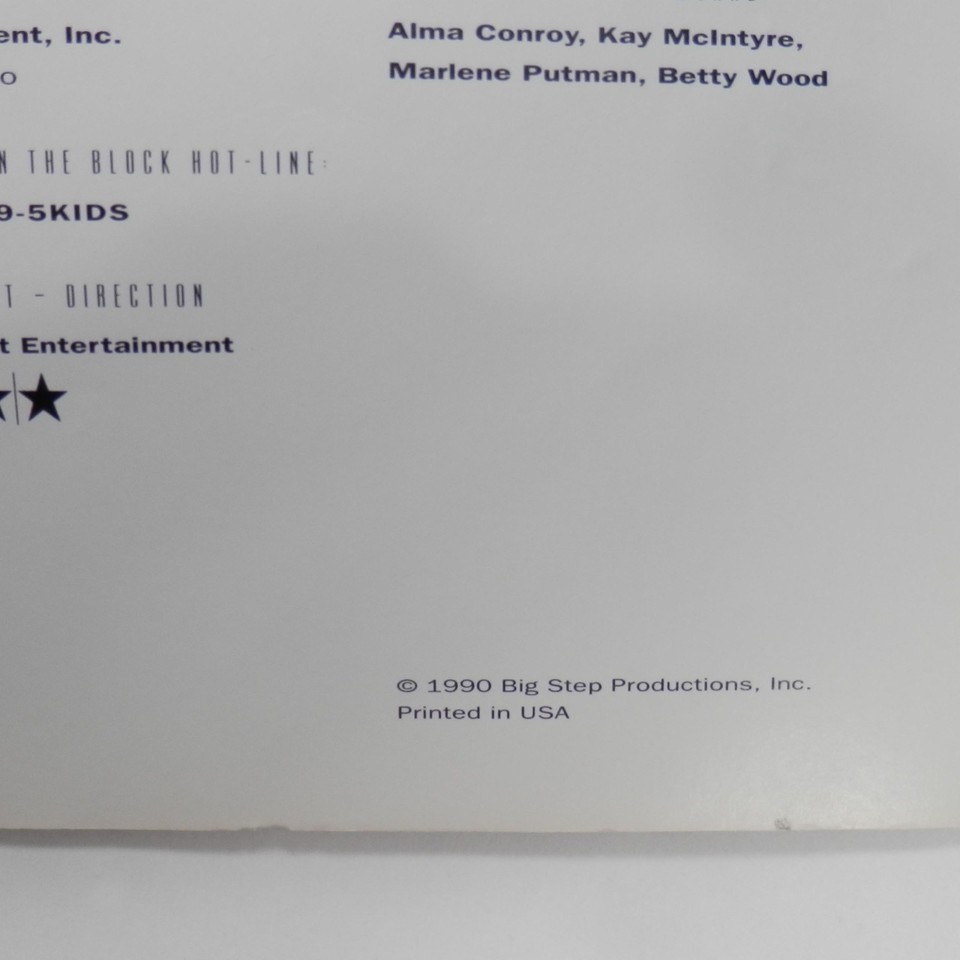 ent, Inc.
O
N THE BLOCK HOT-LINE:
9-5KIDS
T - DIRECTION
t Entertainment
Alma Conroy, Kay McIntyre,
Marlene Putman, Betty Wood
© 1990 Big Step Productions, Inc.
Printed in USA